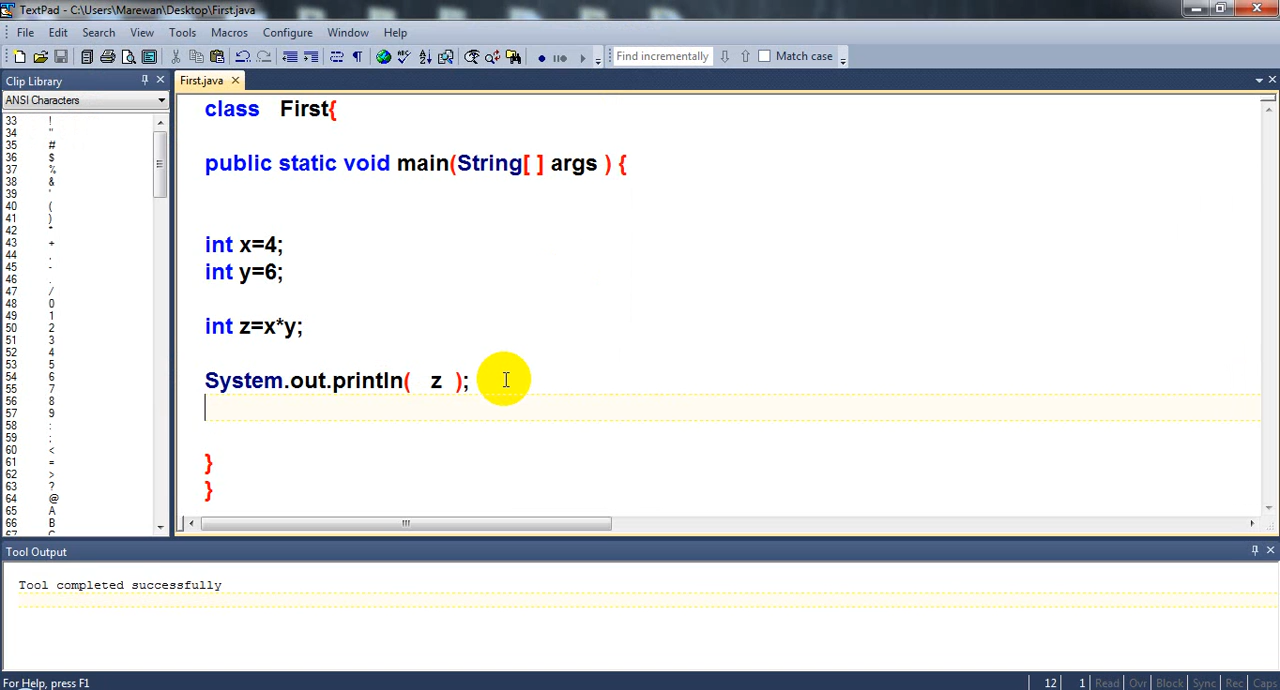 TextPad - C:\Users\Marewan\Desktop\First.java
File Edit Search View Tools Macros Configure Window Help
Find incrementally Match case
Clip Library
First.java
ANSI Characters
class First{
public static void main(String[ ] args ) {
int x=4;
int y=6;
int z=x*y;
System.out.println( z );
}
}
33 !
34 "
35 #
36 $
37 %
38 &
39 '
40 (
41 )
42 *
43 +
44 ,
45 -
46 .
47 /
48 0
49 1
50 2
51 3
52 4
53 5
54 6
55 7
56 8
57 9
58 :
59 ;
60 <
61 =
62 >
63 ?
64 @
65 A
66 B
Tool Output
Tool completed successfully
For Help, press F1
12 1 Read Ovr Block Sync Rec Caps